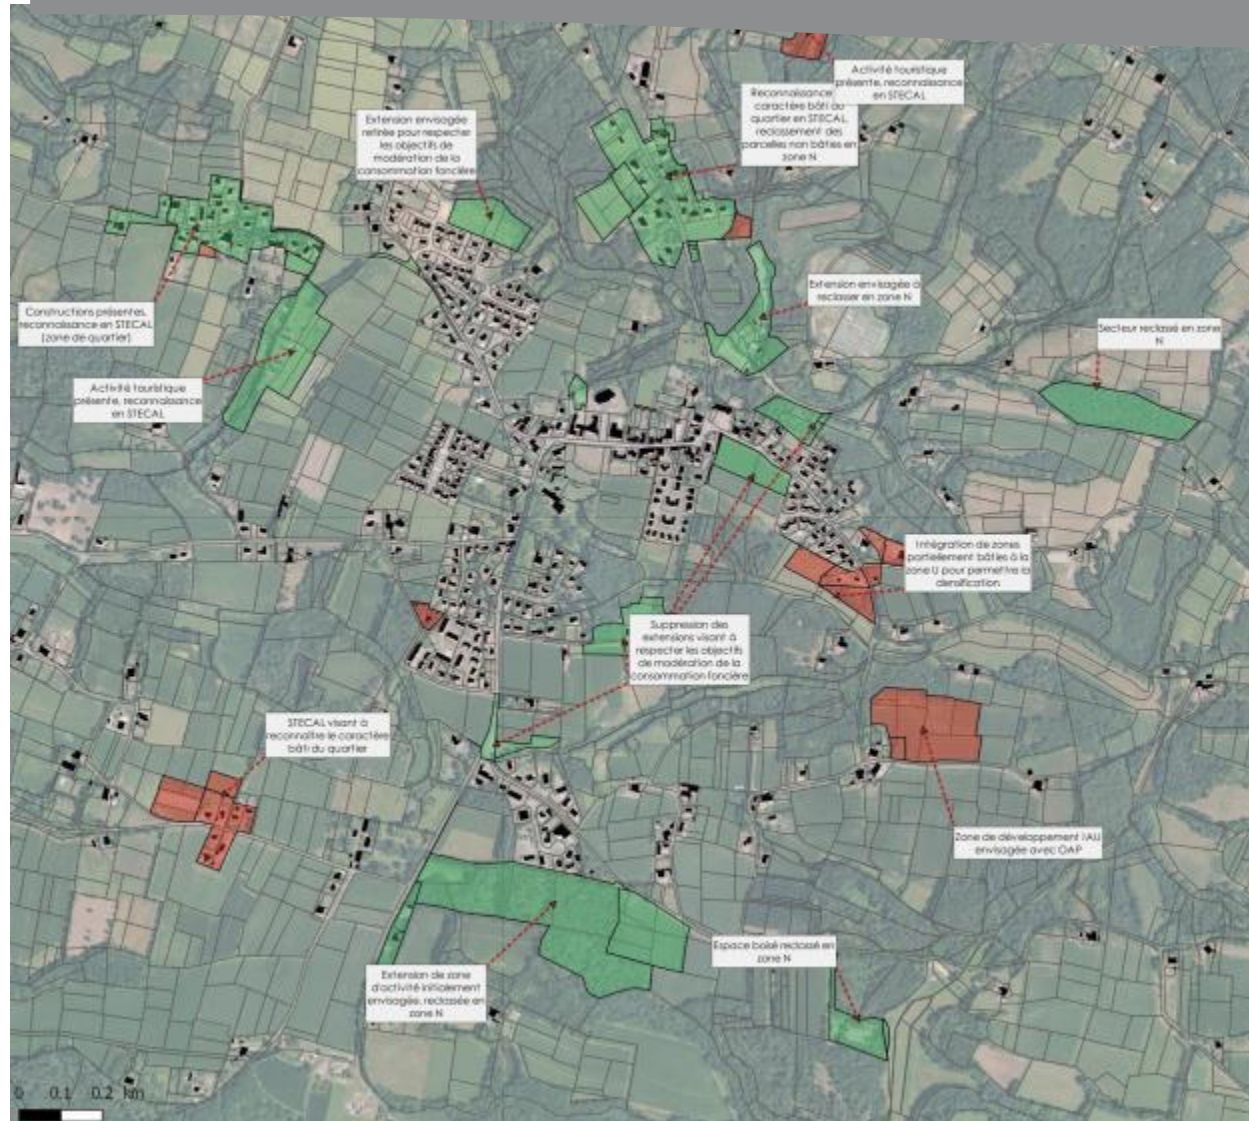 Activité touristique
présente, reconnaissance
en STECAL
Reconnaissance
caractère bâti du
quartier en STECAL,
reclassement des
parcelles non bâties en
zone N
Extension envisagée
retirée pour respecter
les objectifs de
modération de la
consommation foncière
Extension envisagée à
reclasser en zone N
Constructions présentes,
reconnaissance en STECAL
(zone de quartier)
Secteur reclassé en zone
N
Activité touristique
présente, reconnaissance
en STECAL
Intégration de zones
partiellement bâties à la
zone U pour permettre la
densification
Suppression des
extensions visant à
respecter les objectifs
de modération de la
consommation foncière
STECAL visant à
reconnaître le caractère
bâti du quartier
Zone de développement 1AU
envisagée avec OAP
Espace boisé reclassé en
zone N
Extension de zone
d'activité initialement
envisagée, reclassée en
zone N
0 0.1 0.2 km